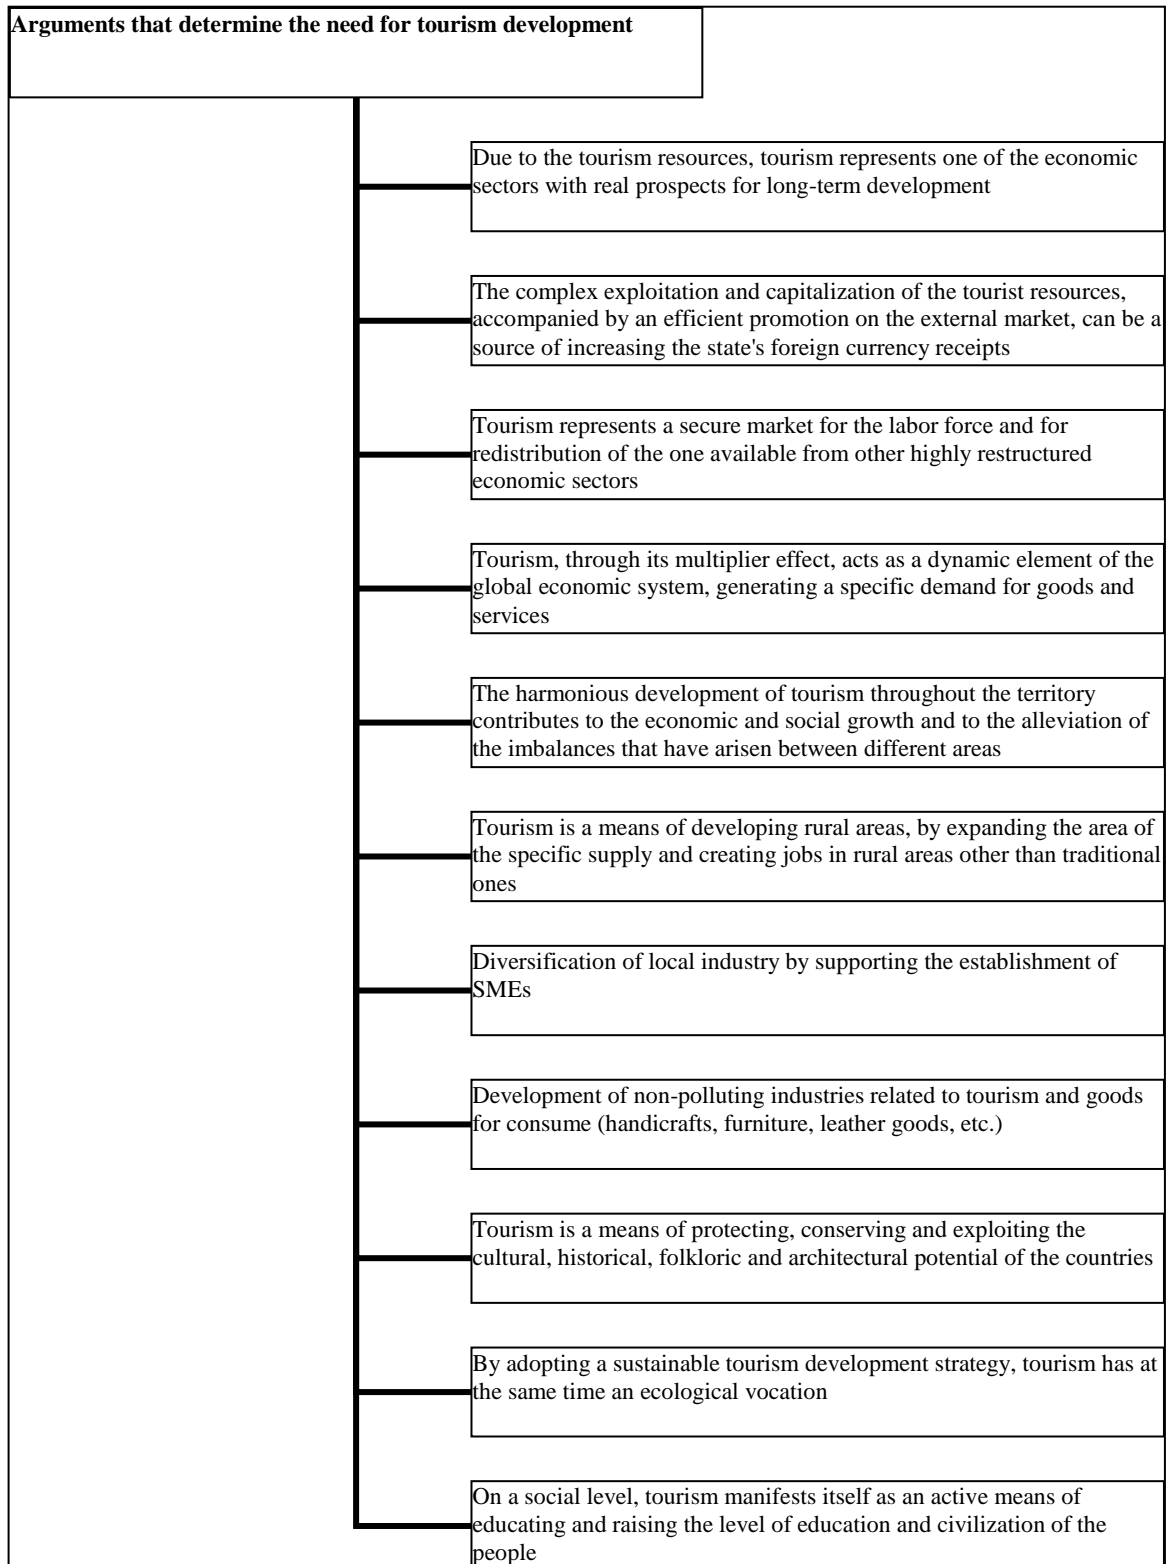 Arguments that determine the need for tourism development
Due to the tourism resources, tourism represents one of the economic
sectors with real prospects for long-term development
The complex exploitation and capitalization of the tourist resources,
accompanied by an efficient promotion on the external market, can be a
source of increasing the state's foreign currency receipts
Tourism represents a secure market for the labor force and for
redistribution of the one available from other highly restructured
economic sectors
Tourism, through its multiplier effect, acts as a dynamic element of the
global economic system, generating a specific demand for goods and
services
The harmonious development of tourism throughout the territory
contributes to the economic and social growth and to the alleviation of
the imbalances that have arisen between different areas
Tourism is a means of developing rural areas, by expanding the area of
the specific supply and creating jobs in rural areas other than traditional
ones
Diversification of local industry by supporting the establishment of
SMEs
Development of non-polluting industries related to tourism and goods
for consume (handicrafts, furniture, leather goods, etc.)
Tourism is a means of protecting, conserving and exploiting the
cultural, historical, folkloric and architectural potential of the countries
By adopting a sustainable tourism development strategy, tourism has at
the same time an ecological vocation
On a social level, tourism manifests itself as an active means of
educating and raising the level of education and civilization of the
people